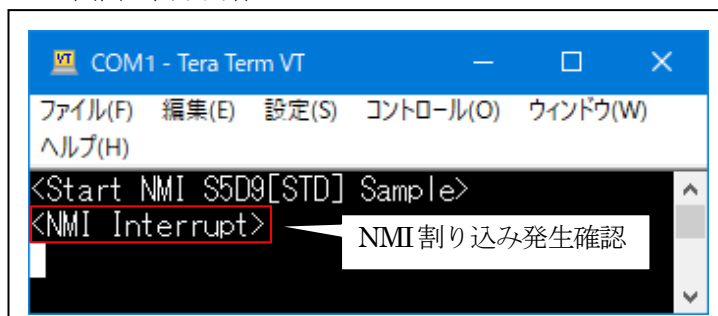 COM1 - Tera Term VT
ファイル(F) 編集(E) 設定(S) コントロール(O) ウィンドウ(W)
ヘルプ(H)
<Start NMI S5D9[STD] Sample>
<NMI Interrupt>
NMI割り込み発生確認